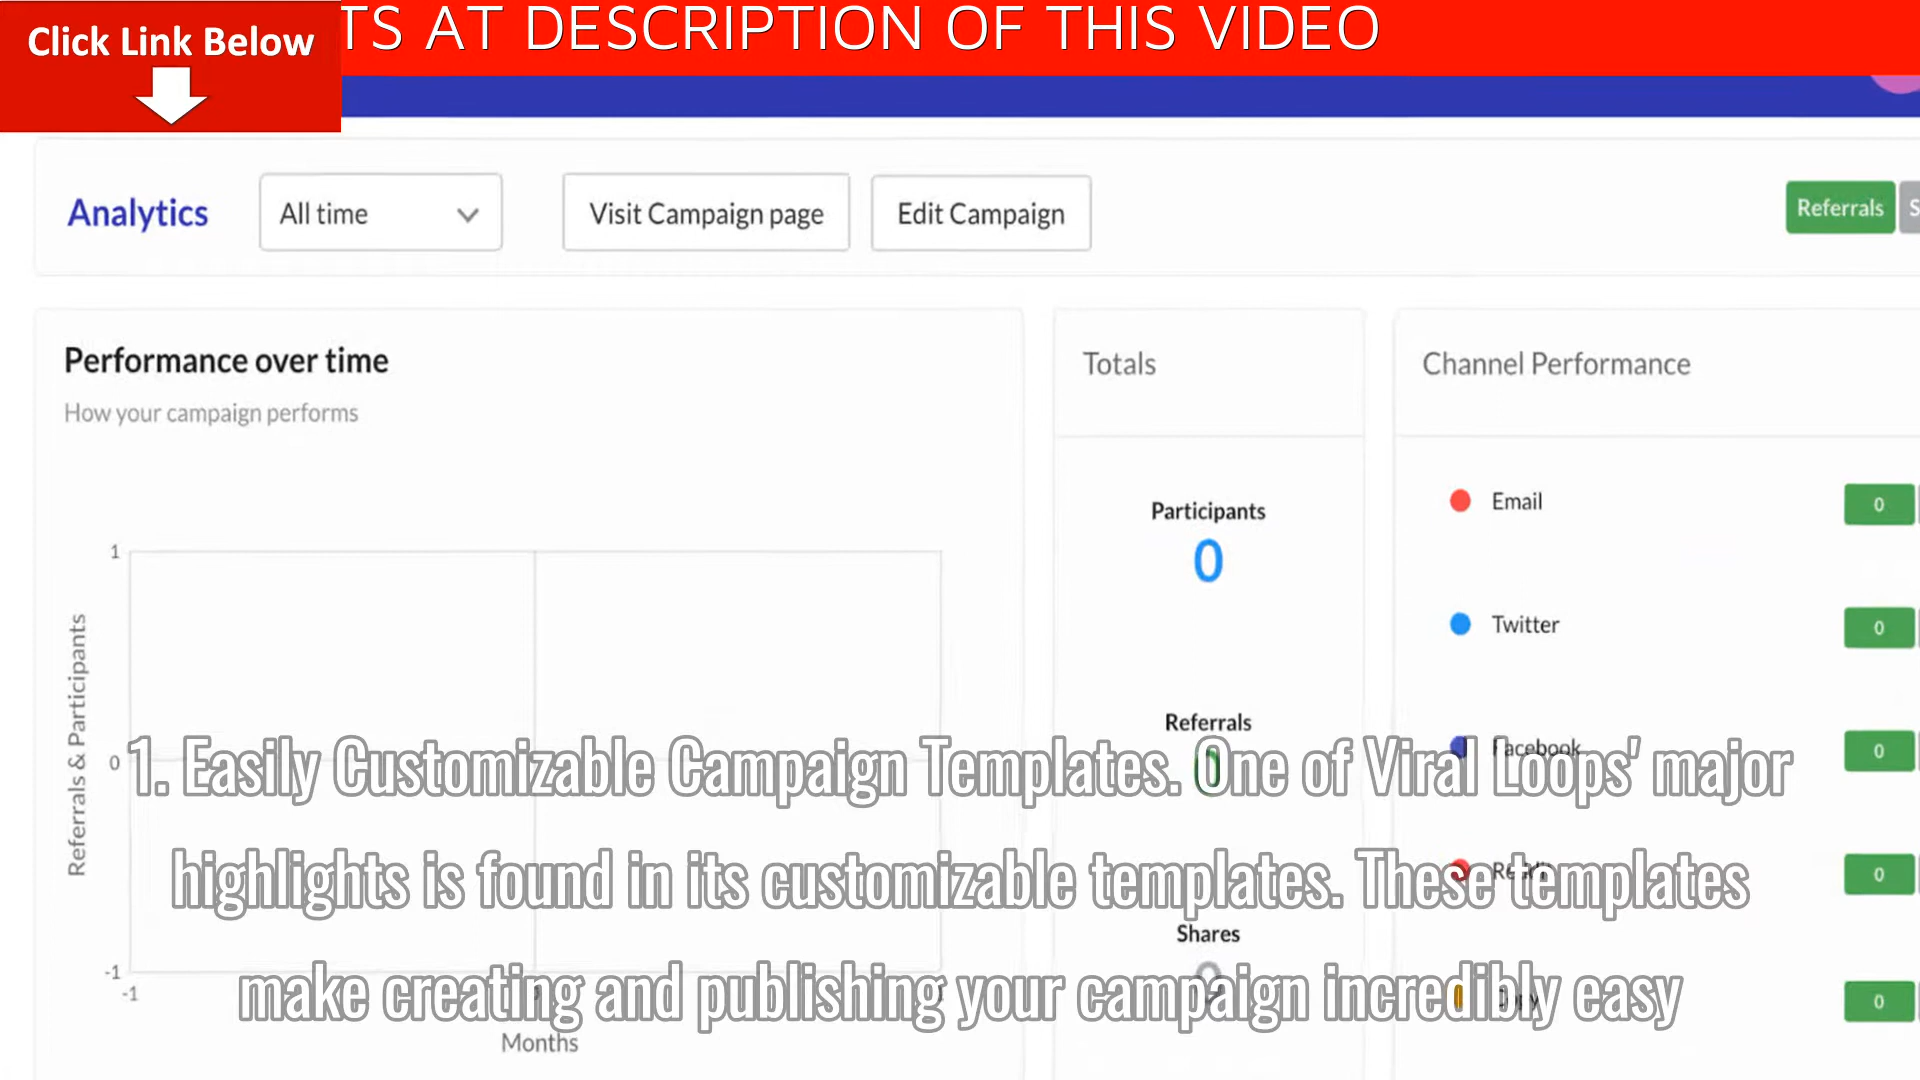 TS AT DESCRIPTION OF THIS VIDEO
Click Link Below
Analytics
All time
Visit Campaign page
Edit Campaign
Referrals
S
Performance over time
How your campaign performs
Totals
Channel Performance
Participants
0
Referrals
0
Shares
Email
0
Twitter
0
Facebook
0
0
0
1
0
-1
-1
Referrals & Participants
Months
1. Easily Customizable Campaign Templates. One of Viral Loops' major
highlights is found in its customizable templates. These templates
make creating and publishing your campaign incredibly easy